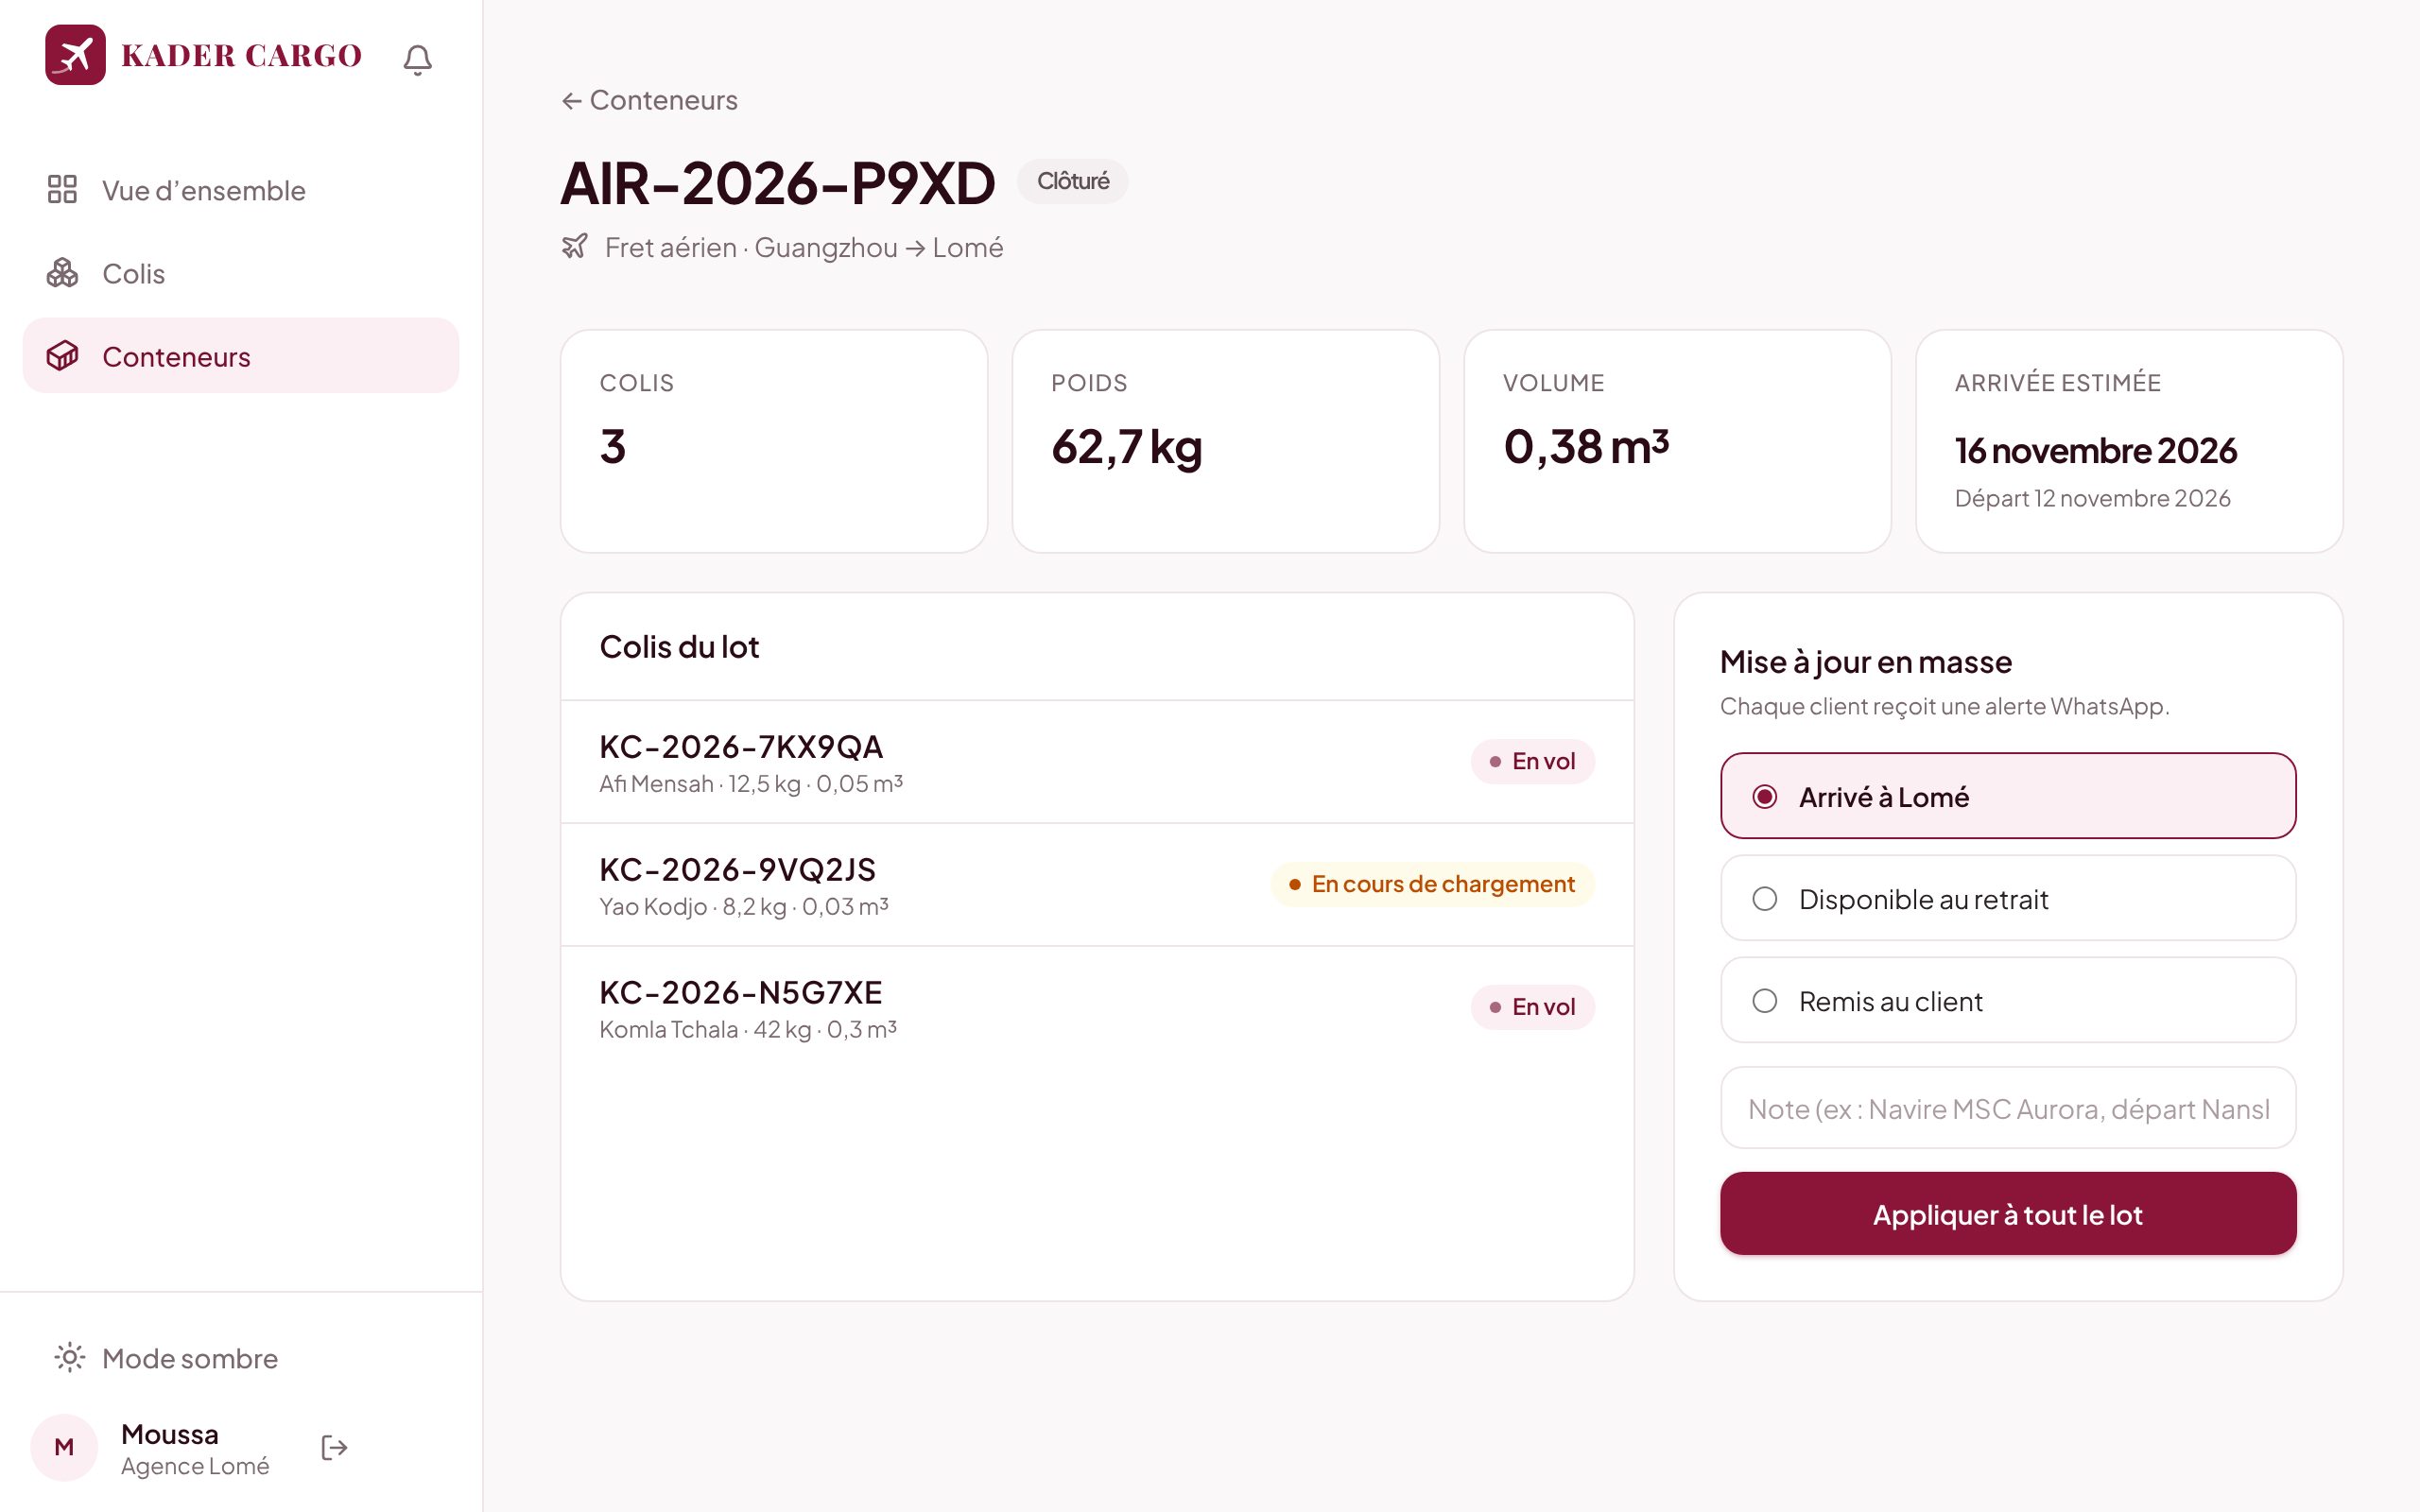 KADER CARGO
Vue d’ensemble
Colis
Conteneurs
Mode sombre
M
Moussa
Agence Lomé
← Conteneurs
AIR-2026-P9XD
Clôturé
Fret aérien · Guangzhou → Lomé
COLIS
3
POIDS
62,7 kg
VOLUME
0,38 m³
ARRIVÉE ESTIMÉE
16 novembre 2026
Départ 12 novembre 2026
Colis du lot
KC-2026-7KX9QA
Afi Mensah · 12,5 kg · 0,05 m³
En vol
KC-2026-9VQ2JS
Yao Kodjo · 8,2 kg · 0,03 m³
En cours de chargement
KC-2026-N5G7XE
Komla Tchala · 42 kg · 0,3 m³
En vol
Mise à jour en masse
Chaque client reçoit une alerte WhatsApp.
Arrivé à Lomé
Disponible au retrait
Remis au client
Note (ex : Navire MSC Aurora, départ Nansl
Appliquer à tout le lot